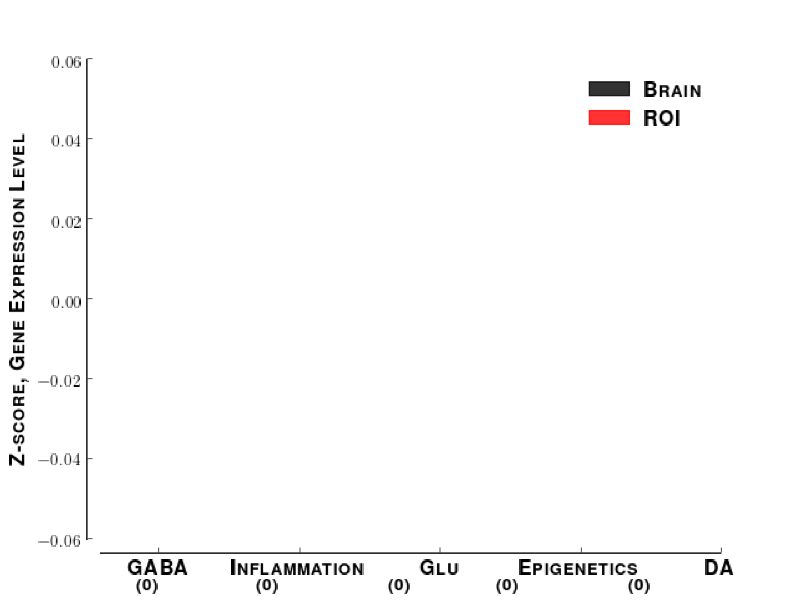 0.06
0.04
0.02
0.00
−0.02
−0.04
−0.06
Z-score, Gene Expression Level
Brain
ROI
GABA Inflammation Glu Epigenetics DA
(0) (0) (0) (0) (0)